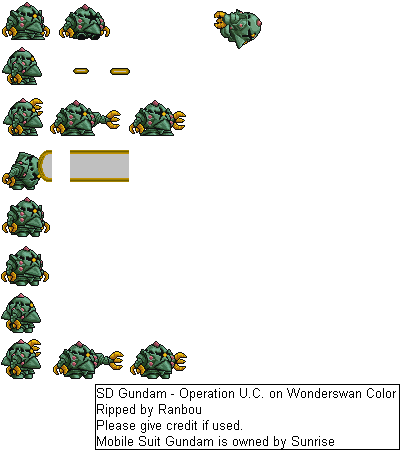 SD Gundam - Operation U.C. on Wonderswan Color
Ripped by Ranbou
Please give credit if used.
Mobile Suit Gundam is owned by Sunrise